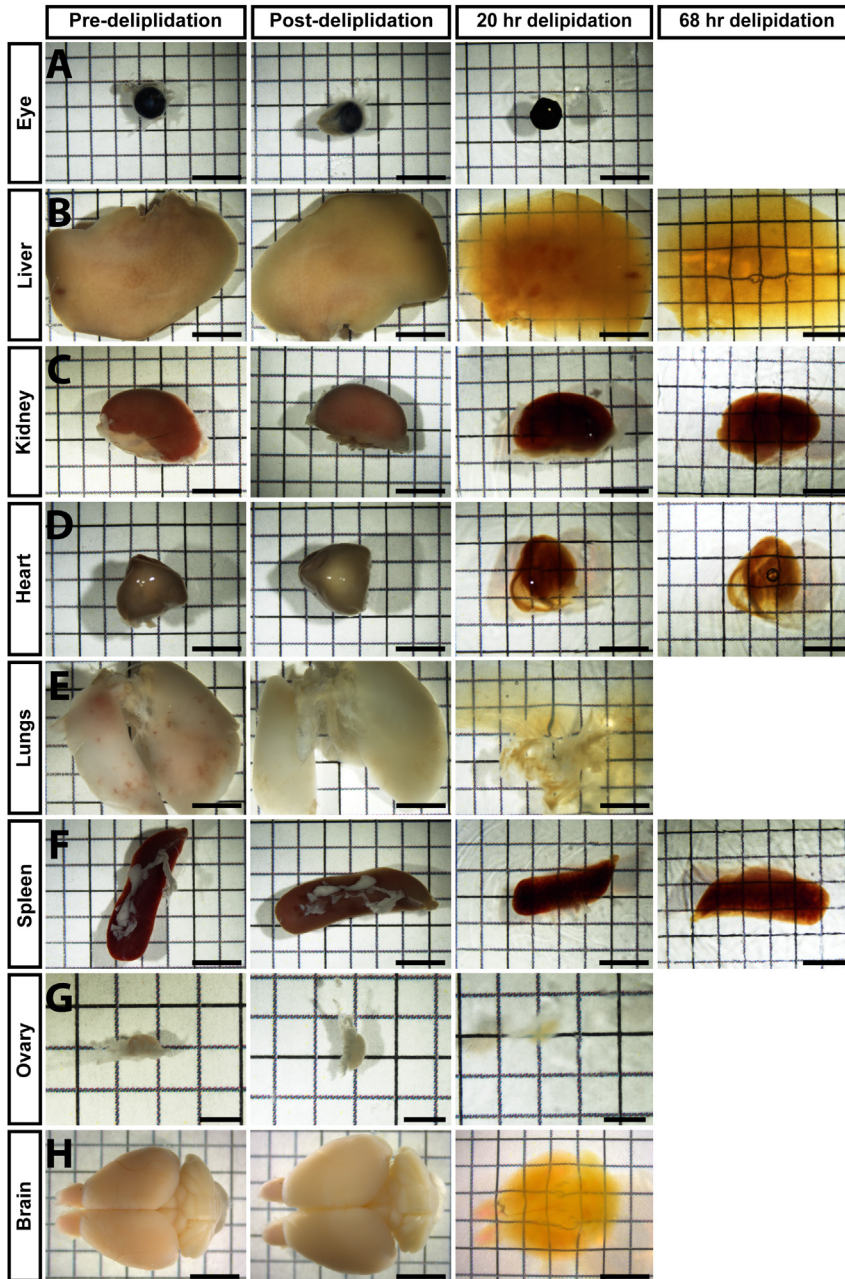 Pre-deliplidation
Post-deliplidation
20 hr delipidation
68 hr delipidation
A
Eye
B
Liver
C
Kidney
D
Heart
E
Lungs
F
Spleen
G
Ovary
H
Brain